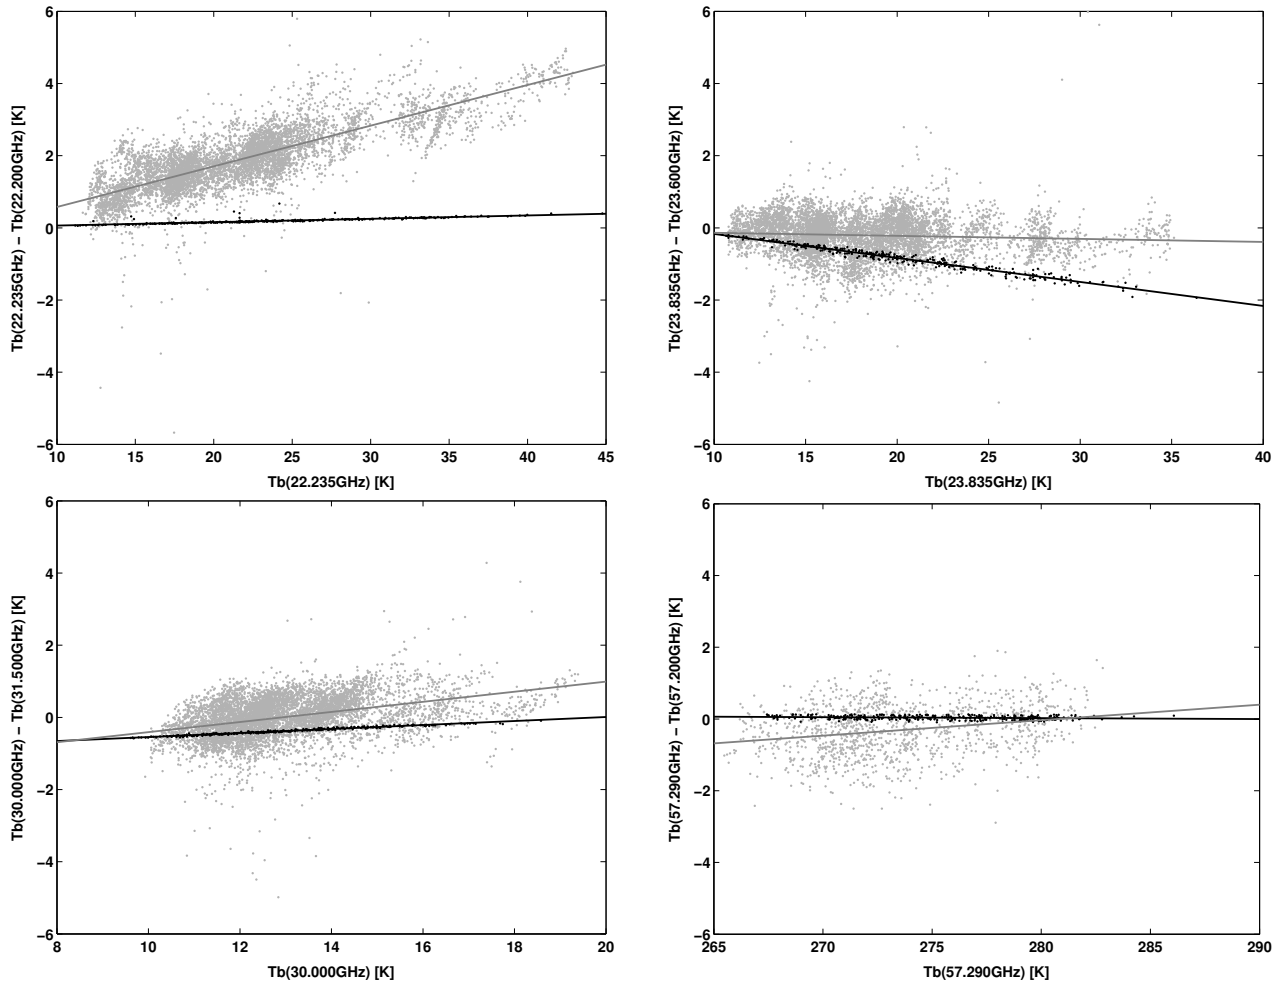 6
4
2
0
−2
−4
−6
Tb(22.235GHz) − Tb(22.200GHz) [K]
10 15 20 25 30 35 40 45
Tb(22.235GHz) [K]
6
4
2
0
−2
−4
−6
Tb(23.835GHz) − Tb(23.600GHz) [K]
10 15 20 25 30 35 40
Tb(23.835GHz) [K]
6
4
2
0
−2
−4
−6
Tb(30.000GHz) − Tb(31.500GHz) [K]
8 10 12 14 16 18 20
Tb(30.000GHz) [K]
6
4
2
0
−2
−4
−6
Tb(57.290GHz) − Tb(57.200GHz) [K]
265 270 275 280 285 290
Tb(57.290GHz) [K]